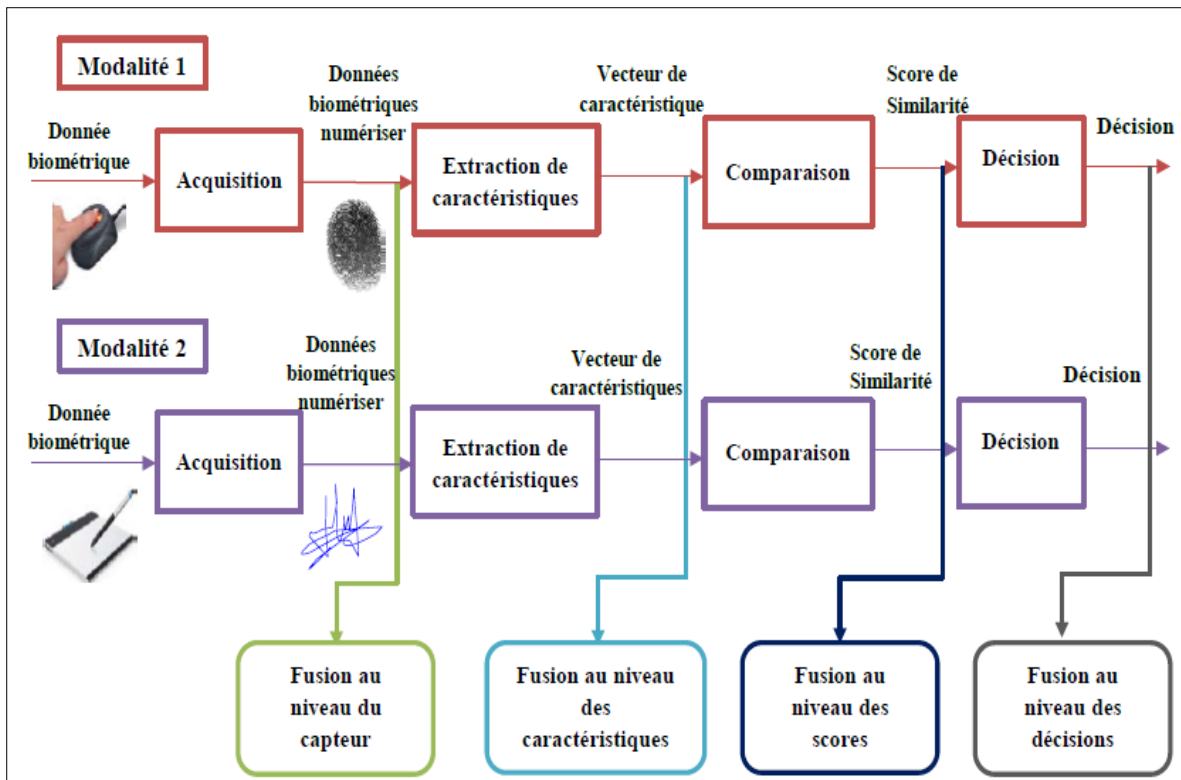 Modalité 1
Donnée
biométrique
Acquisition
Données
biométriques
numériser
Extraction de
caractéristiques
Vecteur de
caractéristique
Comparaison
Score de
Similarité
Décision
Décision
Modalité 2
Donnée
biométrique
Acquisition
Données
biométriques
numériser
Extraction de
caractéristiques
Vecteur de
caractéristiques
Comparaison
Score de
Similarité
Décision
Décision
Fusion au
niveau du
capteur
Fusion au niveau
des
caractéristiques
Fusion au
niveau des
scores
Fusion au
niveau des
décisions